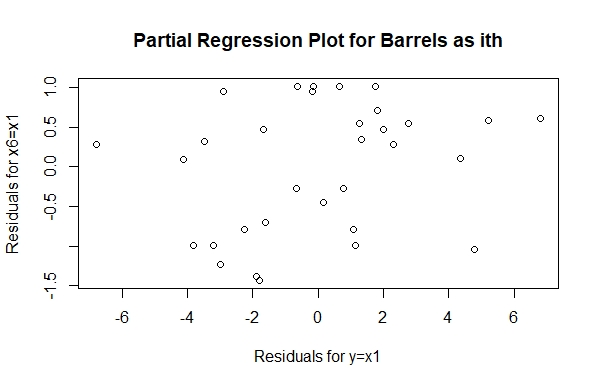 Partial Regression Plot for Barrels as ith
Residuals for x6=x1
1.0
0.5
0.0
-0.5
-1.5
-6 -4 -2 0 2 4 6
Residuals for y=x1